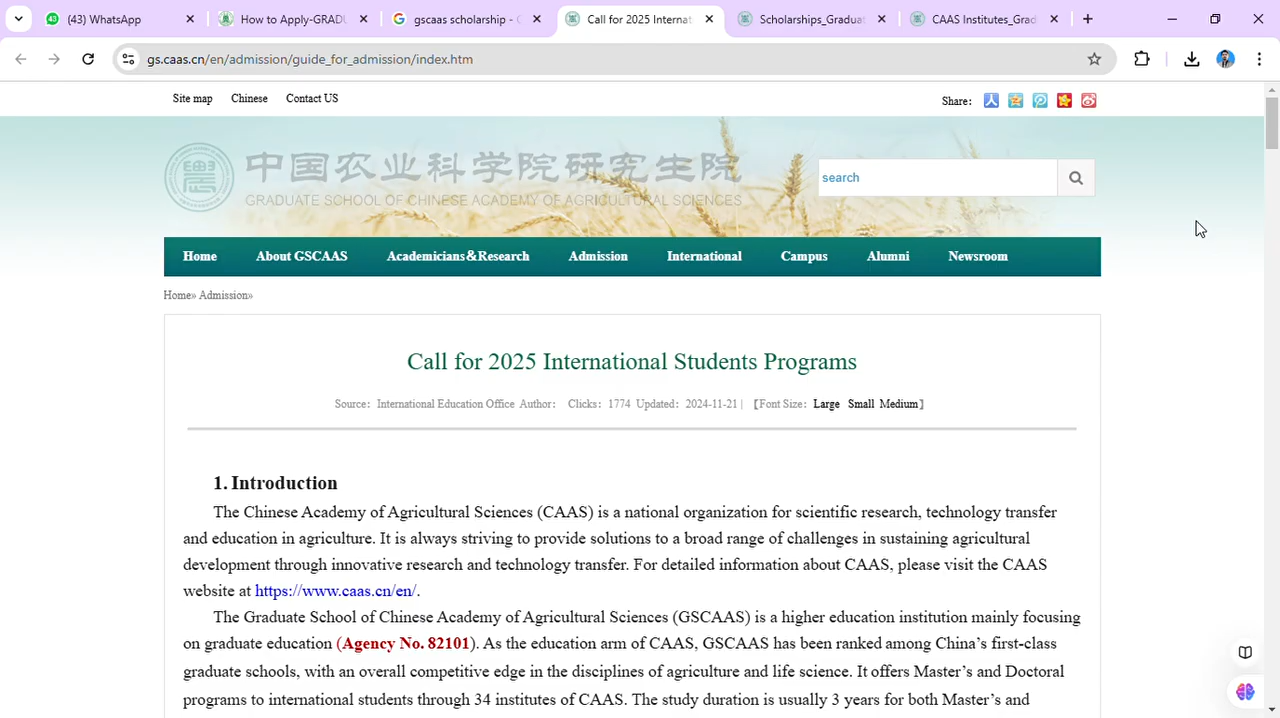 (43) WhatsApp
How to Apply-GRADU
gscaas scholarship -
Call for 2025 Internat
Scholarships_Graduat
CAAS Institutes_Grad
gs.caas.cn/en/admission/guide_for_admission/index.htm
Site map Chinese Contact US
Share:
中国农业科学院研究生院
GRADUATE SCHOOL OF CHINESE ACADEMY OF AGRICULTURAL SCIENCES
search
Home About GSCAAS Academicians&Research Admission International Campus Alumni Newsroom
Home» Admission»
Call for 2025 International Students Programs
Source: International Education Office Author: Clicks: 1774 Updated: 2024-11-21 | 【Font Size: Large Small Medium】
1. Introduction
The Chinese Academy of Agricultural Sciences (CAAS) is a national organization for scientific research, technology transfer
and education in agriculture. It is always striving to provide solutions to a broad range of challenges in sustaining agricultural
development through innovative research and technology transfer. For detailed information about CAAS, please visit the CAAS
website at https://www.caas.cn/en/.
The Graduate School of Chinese Academy of Agricultural Sciences (GSCAAS) is a higher education institution mainly focusing
on graduate education (Agency No. 82101). As the education arm of CAAS, GSCAAS has been ranked among China's first-class
graduate schools, with an overall competitive edge in the disciplines of agriculture and life science. It offers Master's and Doctoral
programs to international students through 34 institutes of CAAS. The study duration is usually 3 years for both Master's and